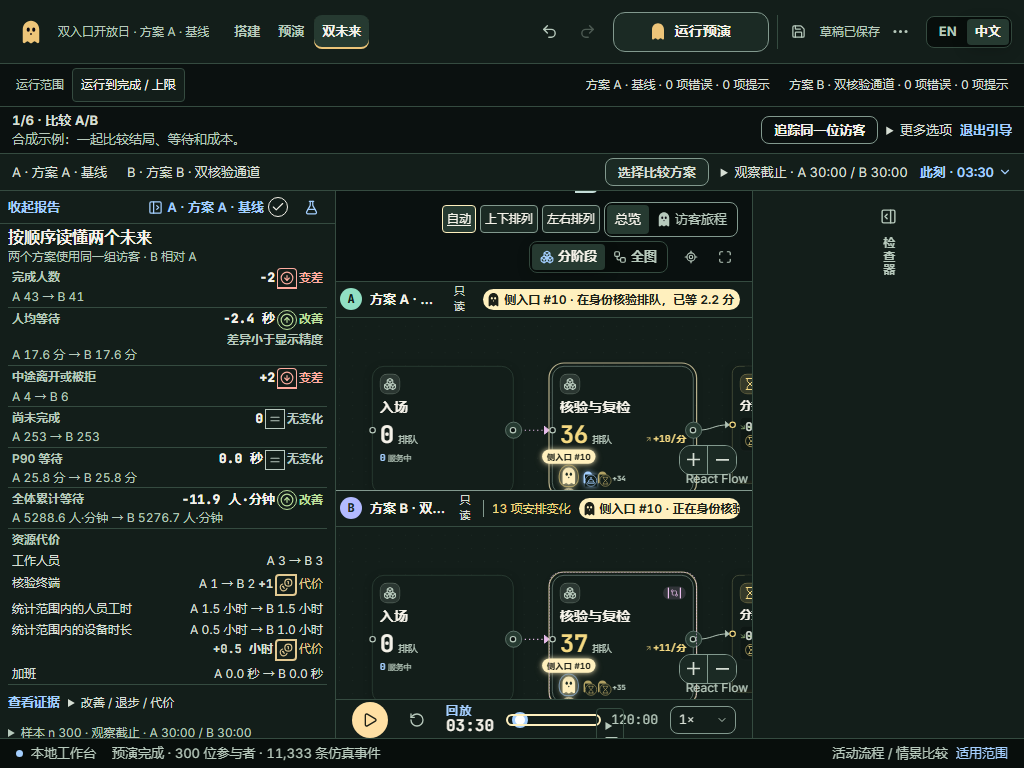 双入口开放日 · 方案 A · 基线 搭建 预演 双未来 运行预演 草稿已保存 ••• EN 中文
运行范围 运行到完成 / 上限 方案 A · 基线 · 0 项错误 · 0 项提示 方案 B · 双核验通道 · 0 项错误 · 0 项提示
1/6 · 比较 A/B
合成示例：一起比较结局、等待和成本。
追踪同一位访客 更多选项 退出引导
A · 方案 A · 基线 B · 方案 B · 双核验通道 选择比较方案 观察截止 · A 30:00 / B 30:00 此刻 · 03:30
收起报告 A · 方案 A · 基线
按顺序读懂两个未来
两个方案使用同一组访客 · B 相对 A
完成人数 -2 变差
A 43 → B 41
人均等待 -2.4 秒 改善
差异小于显示精度
A 17.6 分 → B 17.6 分
中途离开或被拒 +2 变差
A 4 → B 6
尚未完成 0 = 无变化
A 253 → B 253
P90 等待 0.0 秒 = 无变化
A 25.8 分 → B 25.8 分
全体累计等待 -11.9 人·分钟 改善
A 5288.6 人·分钟 → B 5276.7 人·分钟
资源代价
工作人员 A 3 → B 3
核验终端 A 1 → B 2 +1 代价
统计范围内的人员工时 A 1.5 小时 → B 1.5 小时
统计范围内的设备时长 A 0.5 小时 → B 1.0 小时
+0.5 小时 代价
加班 A 0.0 秒 → B 0.0 秒
查看证据 改善 / 退步 / 代价
样本 n 300 · 观察截止 · A 30:00 / B 30:00
自动 上下排列 左右排列 总览 访客旅程
分阶段 全图
A 方案 A · ... 只读 侧入口 #10 · 在身份核验排队，已等 2.2 分
入场
0 排队
0 服务中
核验与复检
36 排队 +10/分
侧入口 #10
+34
分
React Flow
B 方案 B · 双... 只读 13 项安排变化 侧入口 #10 · 正在身份核验
入场
0 排队
0 服务中
核验与复检
37 排队 +11/分
侧入口 #10
+35
分
React Flow
回放
03:30 120:00 1×
检查器
本地工作台 预演完成 · 300 位参与者 · 11,333 条仿真事件 活动流程 / 情景比较 适用范围